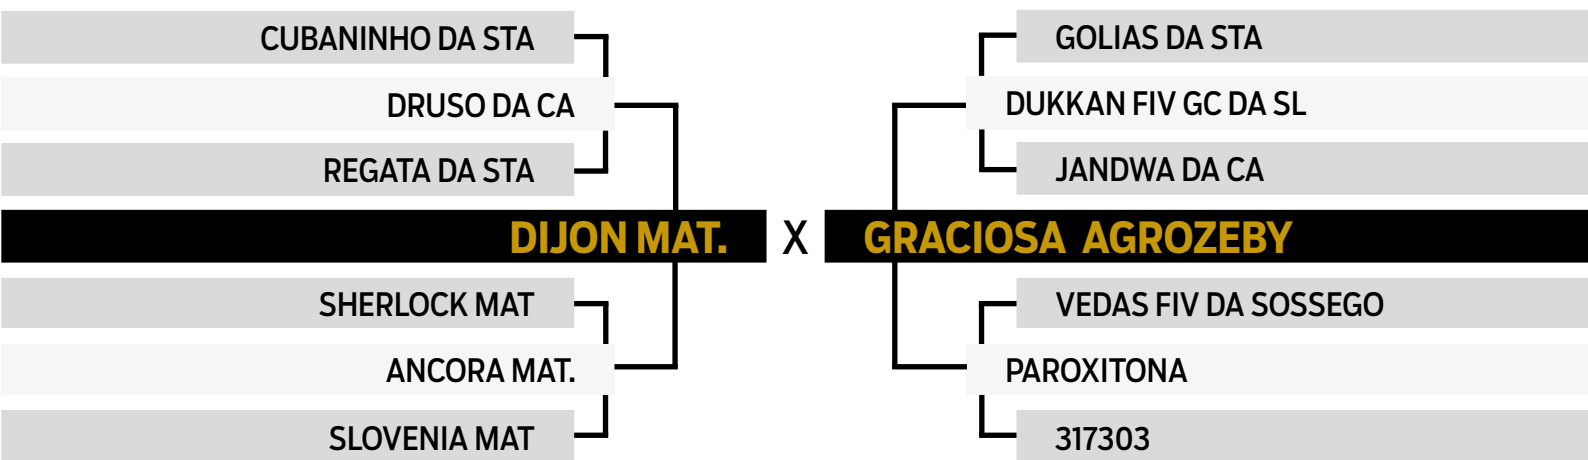 CUBANINHO DA STA
DRUSO DA CA
REGATA DA STA
DIJON MAT. X GRACIOSA AGROZEBY
SHERLOCK MAT
ANCORA MAT.
SLOVENIA MAT
GOLIAS DA STA
DUKKAN FIV GC DA SL
JANDWA DA CA
VEDAS FIV DA SOSSEGO
PAROXITONA
317303